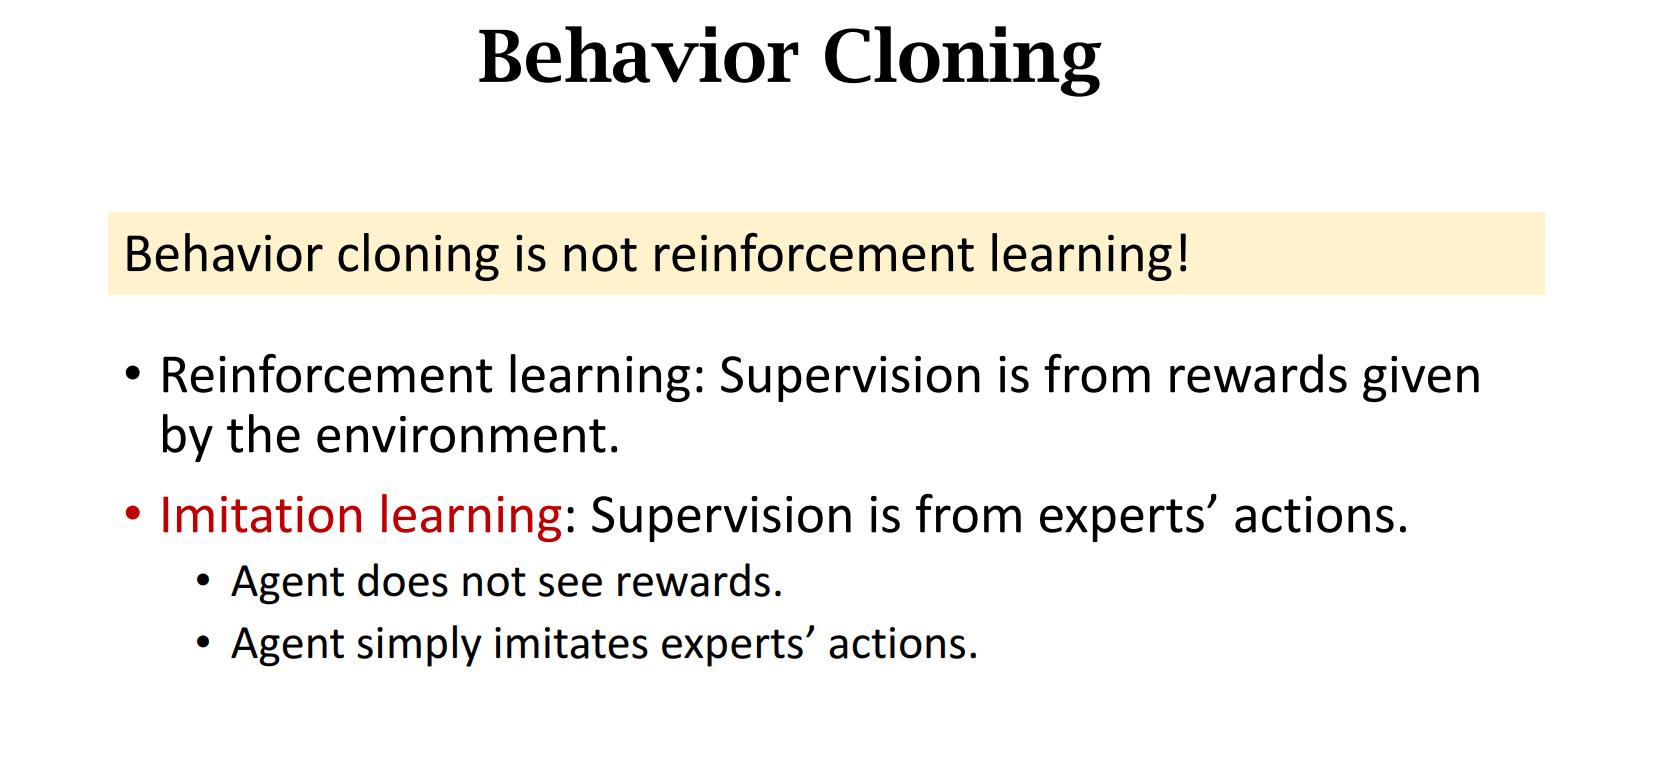 Behavior Cloning
Behavior cloning is not reinforcement learning!
• Reinforcement learning: Supervision is from rewards given
by the environment.
• Imitation learning: Supervision is from experts’ actions.
• Agent does not see rewards.
• Agent simply imitates experts’ actions.